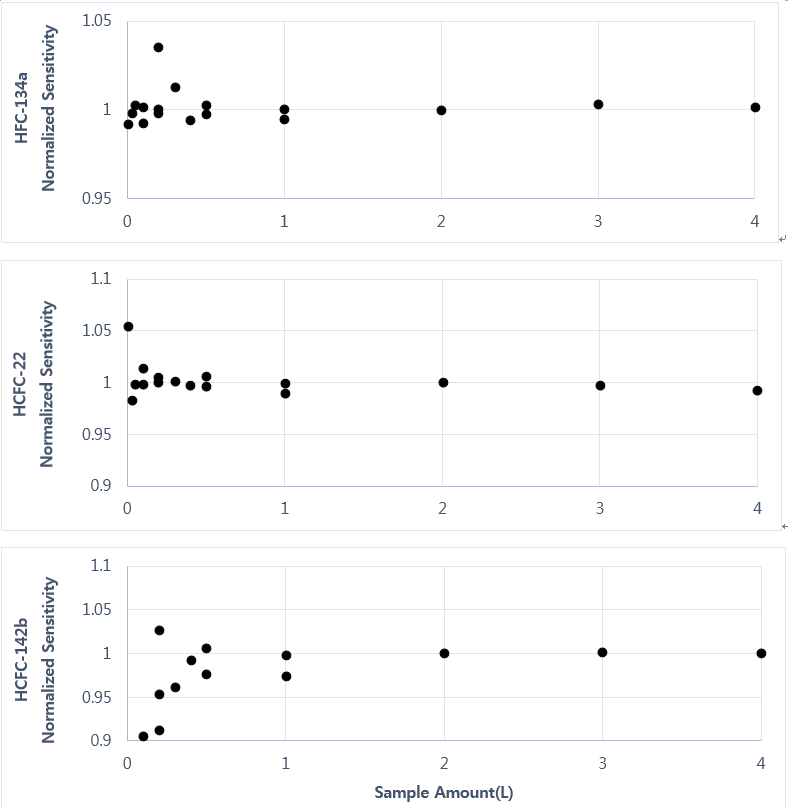 HFC-134a
Normalized Sensitivity
1.05
1
0.95
0 1 2 3 4
HCFC-22
Normalized Sensitivity
1.1
1.05
1
0.95
0.9
0 1 2 3 4
HCFC-142b
Normalized Sensitivity
1.1
1.05
1
0.95
0.9
0 1 2 3 4
Sample Amount(L)